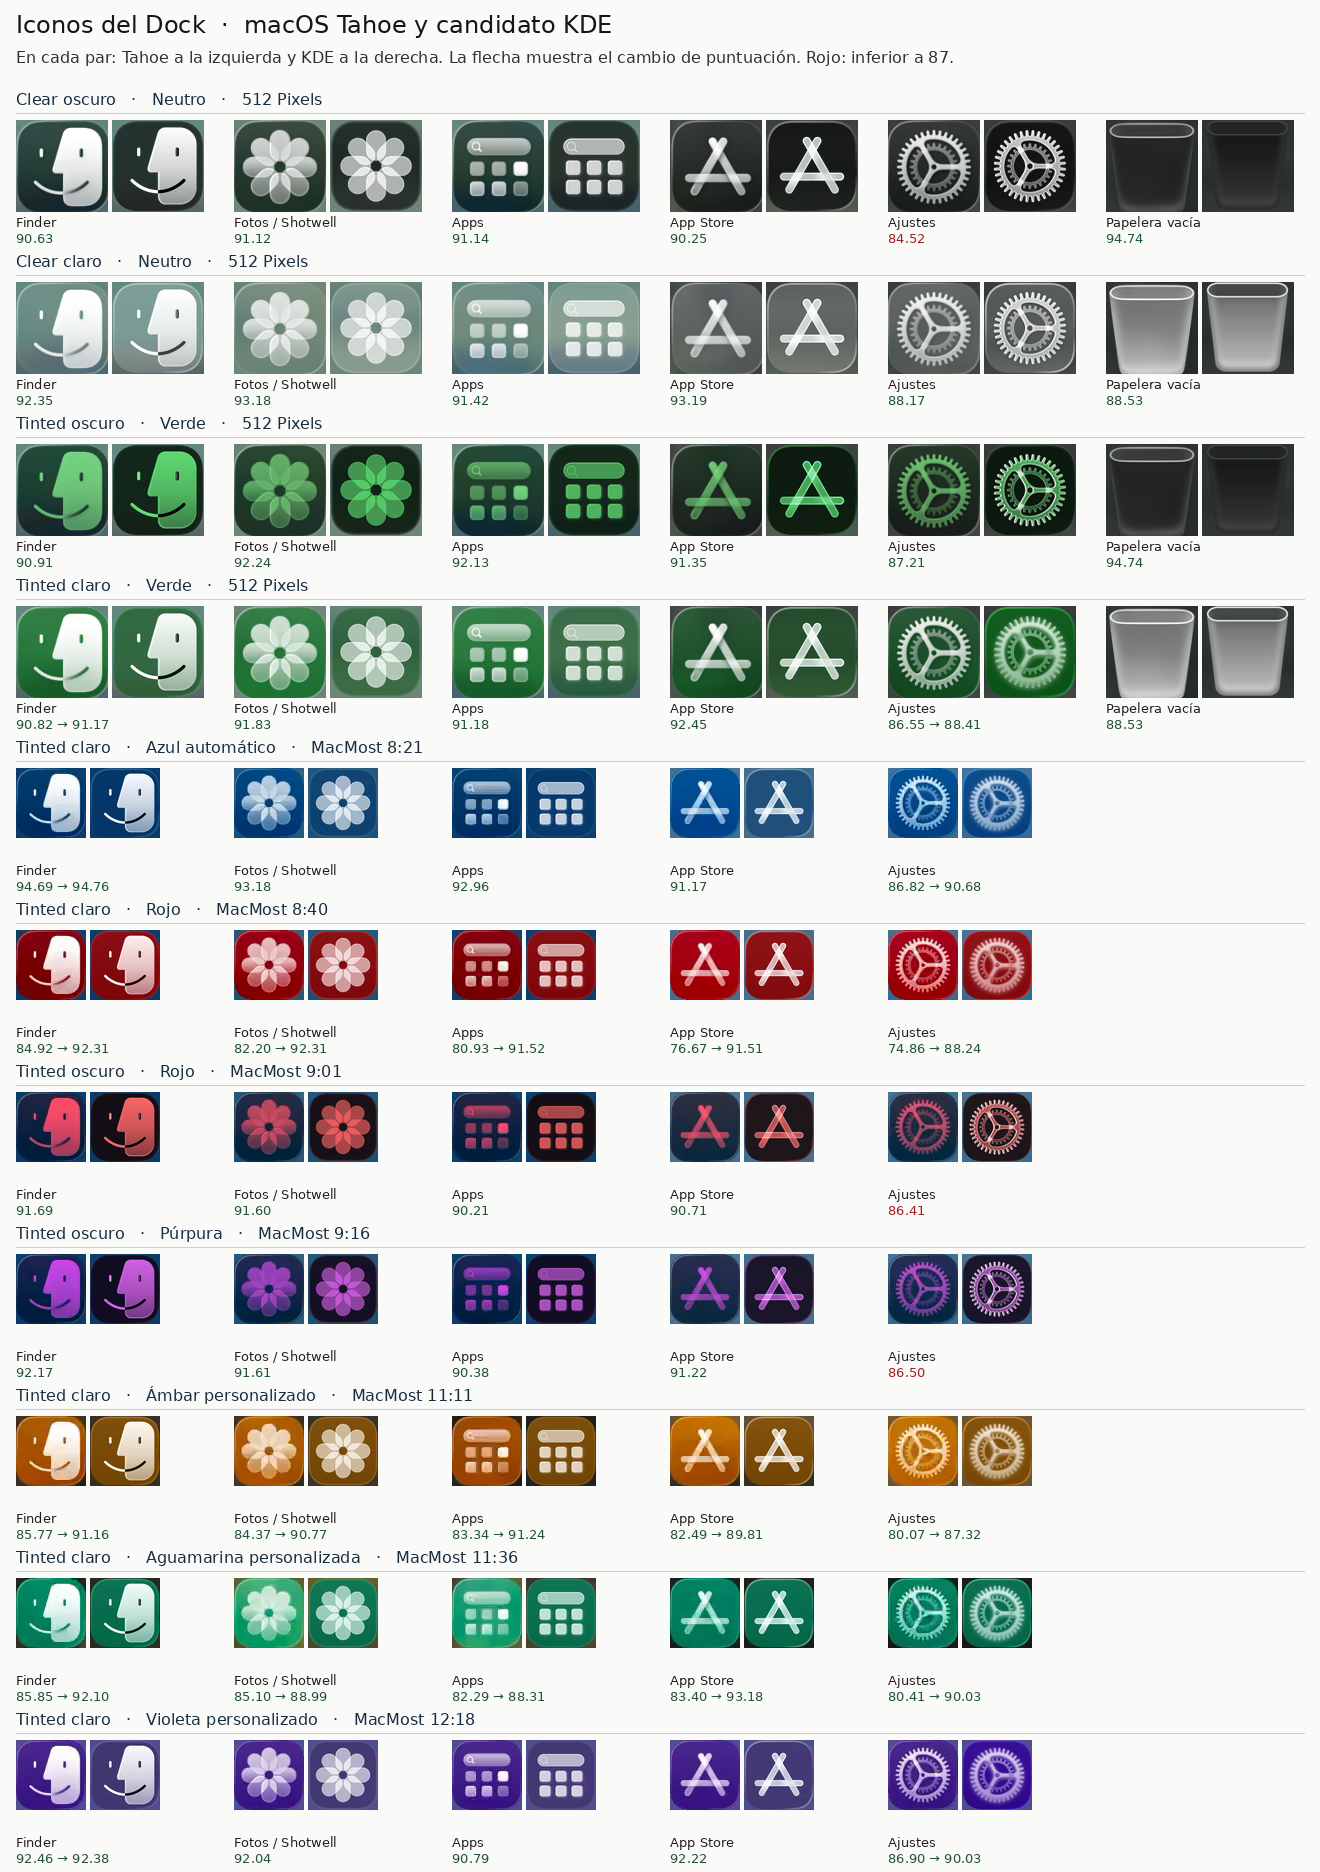 Iconos del Dock · macOS Tahoe y candidato KDE
En cada par: Tahoe a la izquierda y KDE a la derecha. La flecha muestra el cambio de puntuación. Rojo: inferior a 87.
Clear oscuro · Neutro · 512 Pixels
Finder Fotos / Shotwell Apps App Store Ajustes Papelera vacía
90.63 91.12 91.14 90.25 84.52 94.74
Clear claro · Neutro · 512 Pixels
Finder Fotos / Shotwell Apps App Store Ajustes Papelera vacía
92.35 93.18 91.42 93.19 88.17 88.53
Tinted oscuro · Verde · 512 Pixels
Finder Fotos / Shotwell Apps App Store Ajustes Papelera vacía
90.91 92.24 92.13 91.35 87.21 94.74
Tinted claro · Verde · 512 Pixels
Finder Fotos / Shotwell Apps App Store Ajustes Papelera vacía
90.82 → 91.17 91.83 91.18 92.45 86.55 → 88.41 88.53
Tinted claro · Azul automático · MacMost 8:21
Finder Fotos / Shotwell Apps App Store Ajustes
94.69 → 94.76 93.18 92.96 91.17 86.82 → 90.68
Tinted claro · Rojo · MacMost 8:40
Finder Fotos / Shotwell Apps App Store Ajustes
84.92 → 92.31 82.20 → 92.31 80.93 → 91.52 76.67 → 91.51 74.86 → 88.24
Tinted oscuro · Rojo · MacMost 9:01
Finder Fotos / Shotwell Apps App Store Ajustes
91.69 91.60 90.21 90.71 86.41
Tinted oscuro · Púrpura · MacMost 9:16
Finder Fotos / Shotwell Apps App Store Ajustes
92.17 91.61 90.38 91.22 86.50
Tinted claro · Ámbar personalizado · MacMost 11:11
Finder Fotos / Shotwell Apps App Store Ajustes
85.77 → 91.16 84.37 → 90.77 83.34 → 91.24 82.49 → 89.81 80.07 → 87.32
Tinted claro · Aguamarina personalizada · MacMost 11:36
Finder Fotos / Shotwell Apps App Store Ajustes
85.85 → 92.10 85.10 → 88.99 82.29 → 88.31 83.40 → 93.18 80.41 → 90.03
Tinted claro · Violeta personalizado · MacMost 12:18
Finder Fotos / Shotwell Apps App Store Ajustes
92.46 → 92.38 92.04 90.79 92.22 86.90 → 90.03